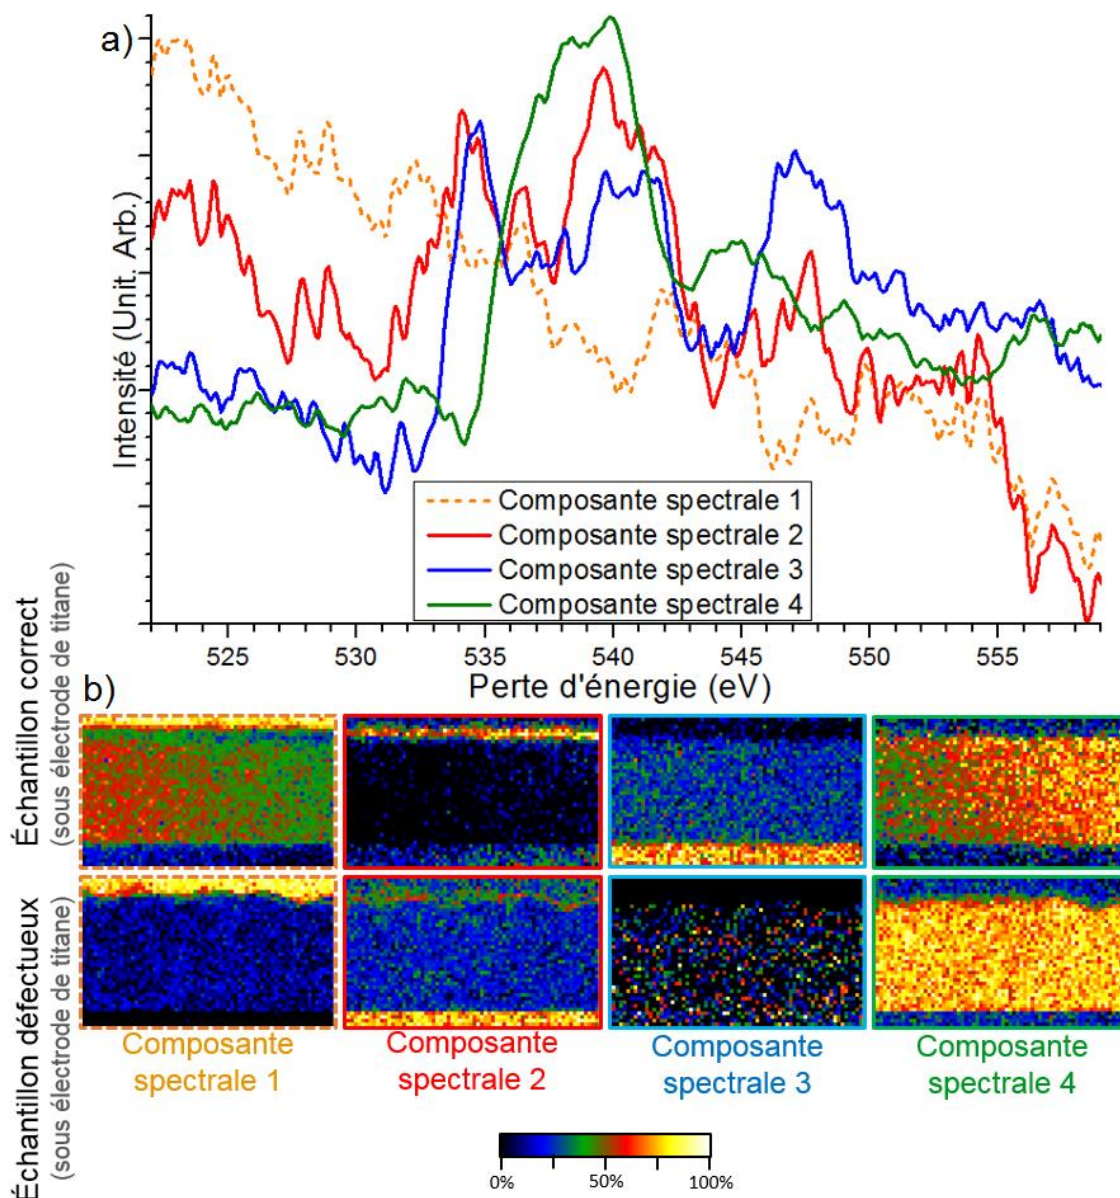 a)
Intensité (Unit. Arb.)
Composante spectrale 1
Composante spectrale 2
Composante spectrale 3
Composante spectrale 4
525 530 535 540 545 550 555
Perte d'énergie (eV)
b)
Échantillon correct
(sous électrode de titane)
Échantillon défectueux
(sous électrode de titane)
Composante
spectrale 1
Composante
spectrale 2
Composante
spectrale 3
Composante
spectrale 4
0% 50% 100%